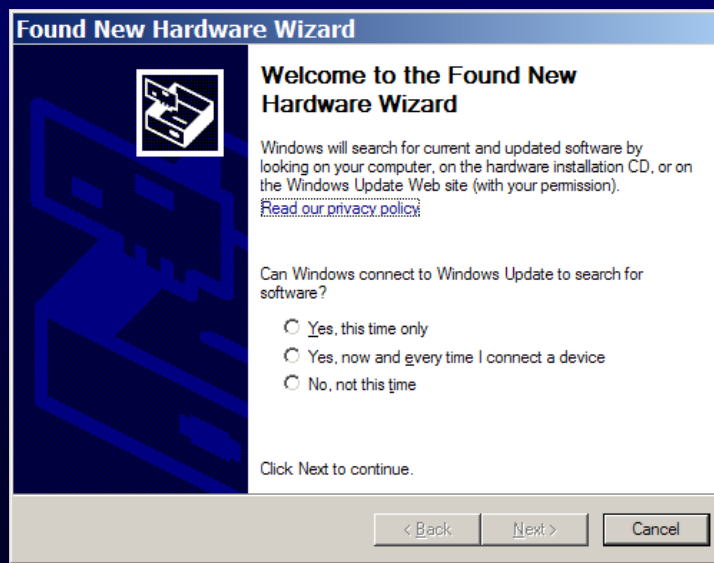 Found New Hardware Wizard
Welcome to the Found New
Hardware Wizard
Windows will search for current and updated software by
looking on your computer, on the hardware installation CD, or on
the Windows Update Web site (with your permission).
Read our privacy policy
Can Windows connect to Windows Update to search for
software?
Yes, this time only
Yes, now and every time I connect a device
No, not this time
Click Next to continue.
< Back
Next >
Cancel